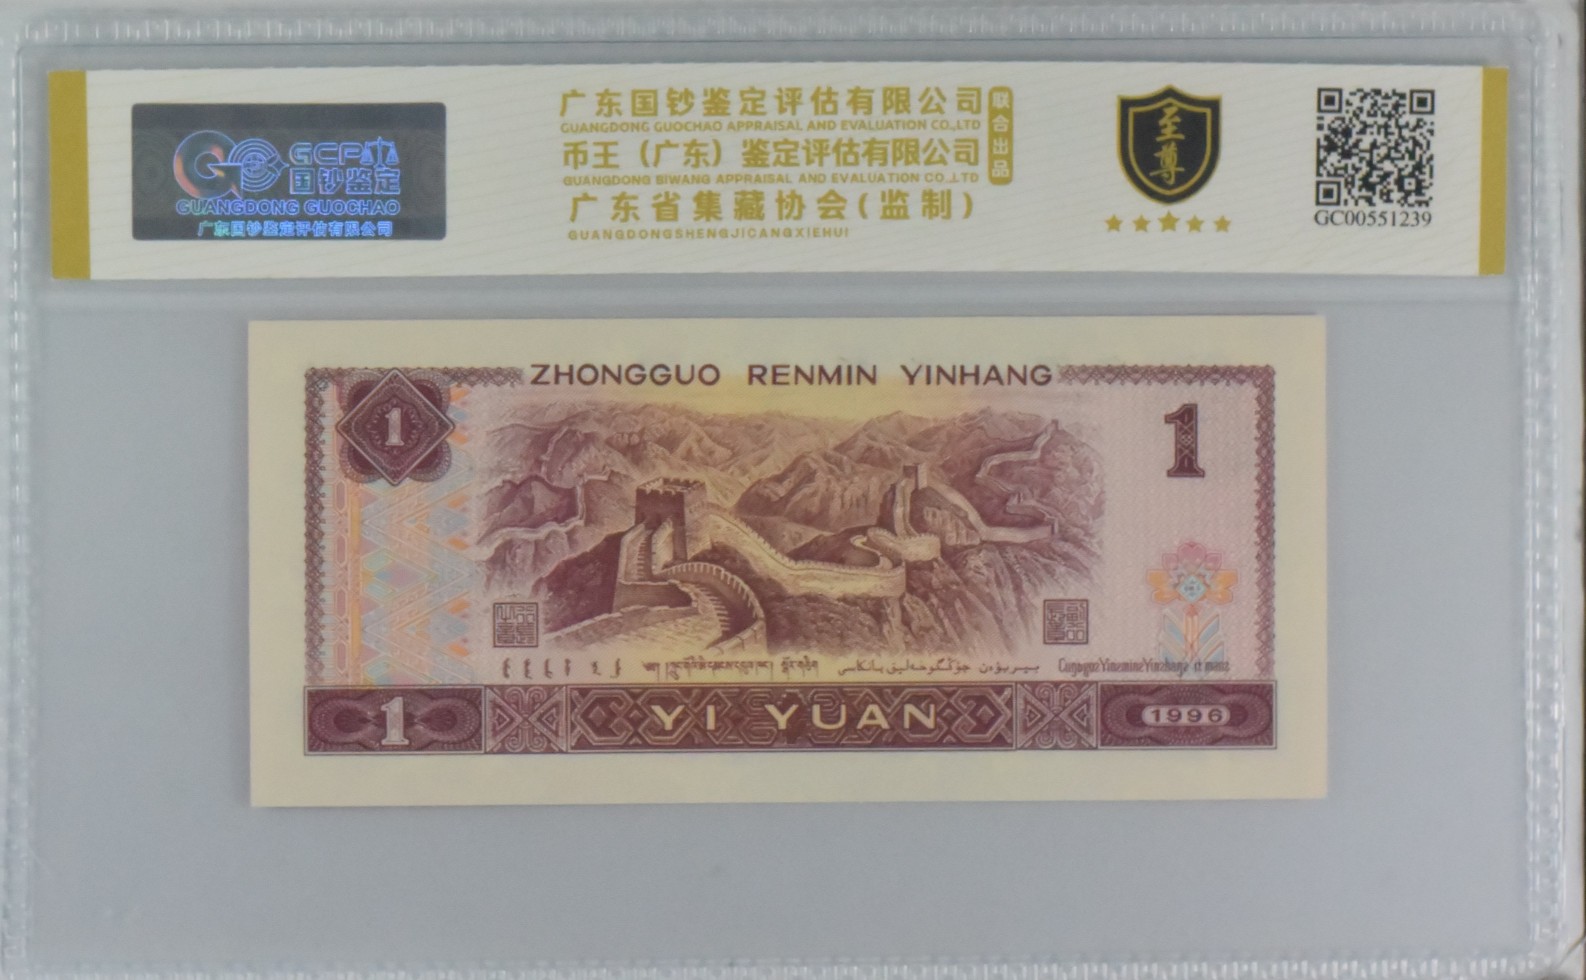 GCP
国钞鉴定
GUANGDONG GUOCHAO
广东国钞鉴定评估有限公司
广东国钞鉴定评估有限公司
GUANGDONG GUOCHAO APPRAISAL AND EVALUATION CO.,LTD
币王（广东）鉴定评估有限公司
GUANGDONG BIWANG APPRAISAL AND EVALUATION CO.,LTD
联合出品
广东省集藏协会(监制)
GUANGDONGSHENGJICANGXIEHUI
至尊
GC00551239
ZHONGGUO RENMIN YINHANG
1
1
1
YI YUAN
1996